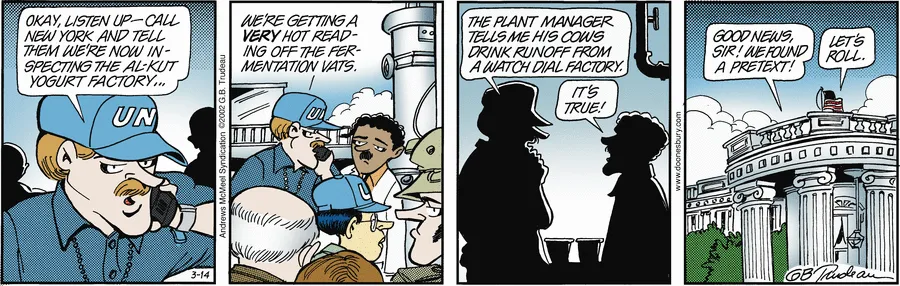 OKAY, LISTEN UP—CALL
NEW YORK AND TELL
THEM WE'RE NOW IN-
SPECTING THE AL-KUT
YOGURT FACTORY...
UN
3-14
Andrews McMeel Syndication ©2002 G.B. Trudeau
WE'RE GETTING A
VERY HOT READ-
ING OFF THE FER-
MENTATION VATS.
UN
THE PLANT MANAGER
TELLS ME HIS COWS
DRINK RUNOFF FROM
A WATCH DIAL FACTORY.
IT'S
TRUE!
www.doonesbury.com
GOOD NEWS,
SIR! WE FOUND
A PRETEXT!
LET'S
ROLL.
GB Trudeau